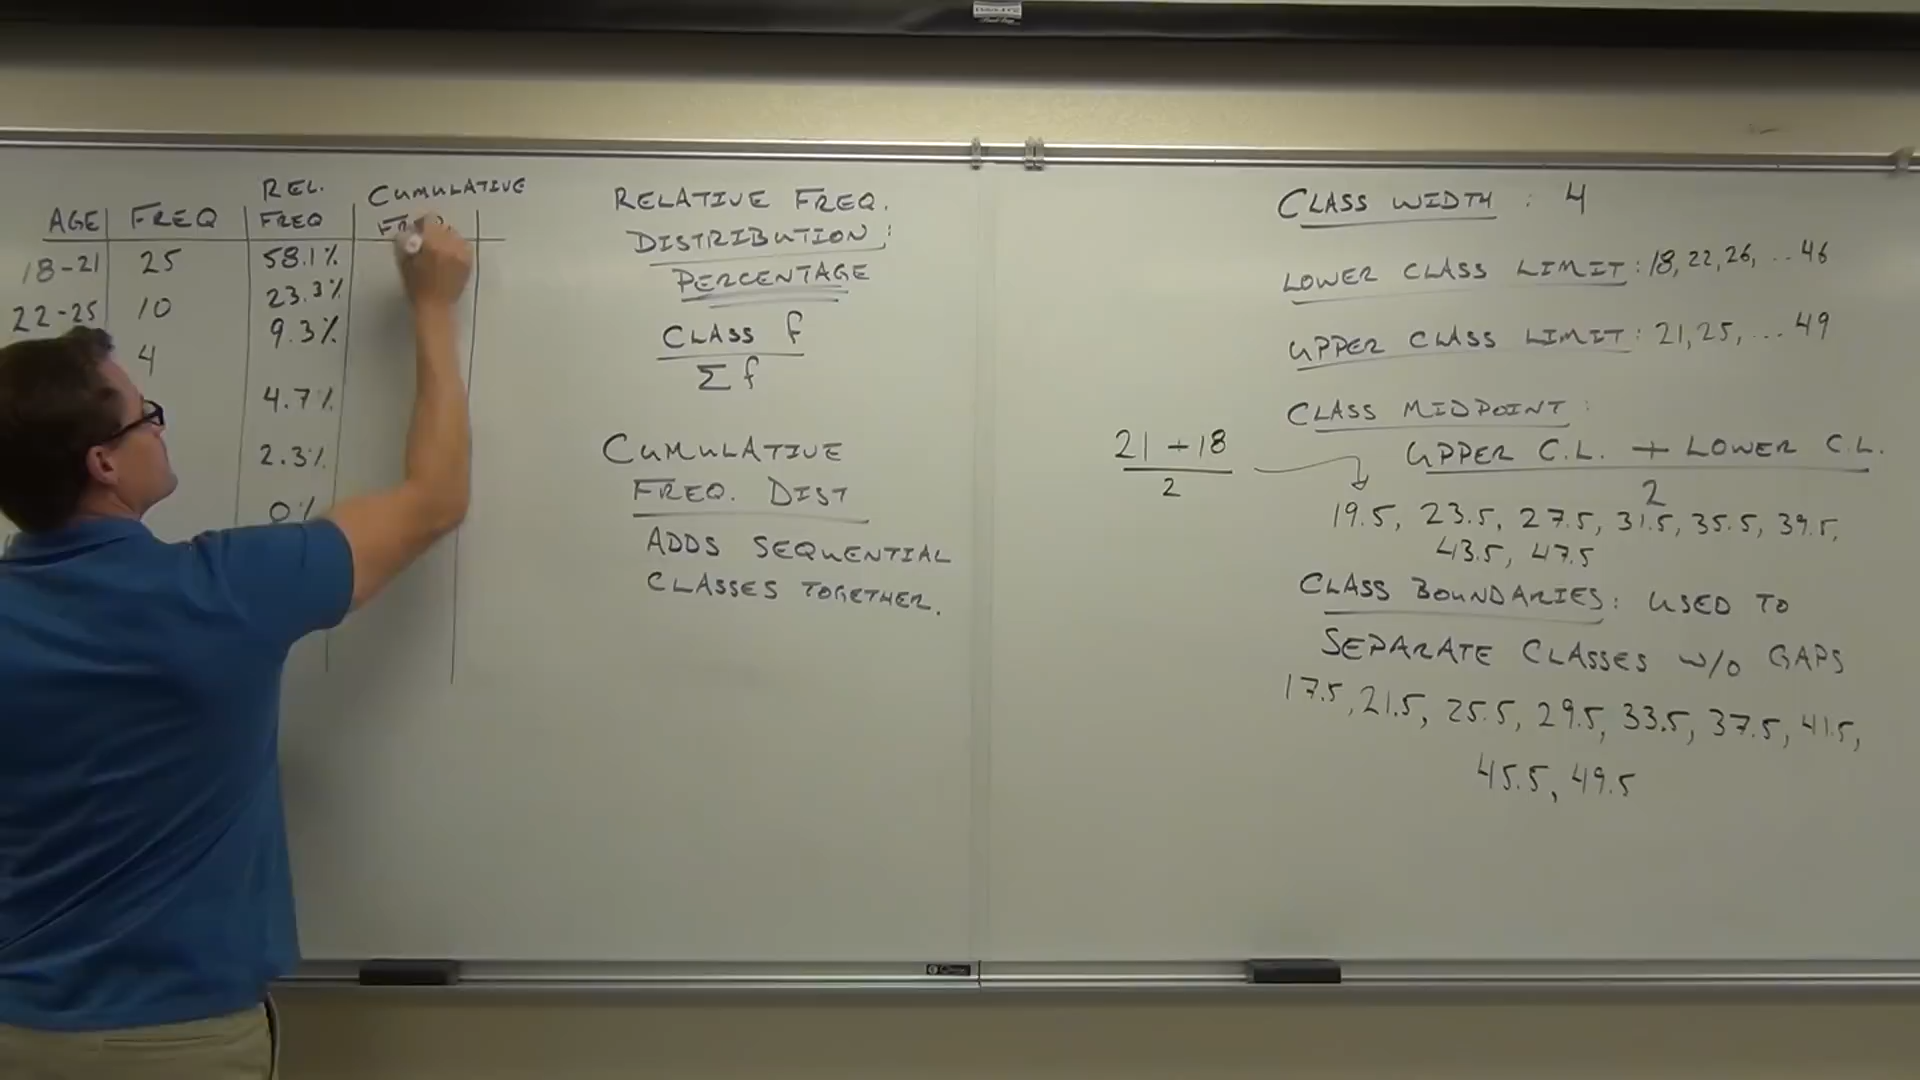 AGE FREQ REL. FREQ CUMULATIVE FREQ.
18-21 25 58.1%
22-25 10 23.3%
4 9.3%
4.7%
2.3%
0%
RELATIVE FREQ.
DISTRIBUTION:
PERCENTAGE
CLASS f
Σ f
CUMULATIVE
FREQ. DIST
ADDS SEQUENTIAL
CLASSES TOGETHER.
CLASS WIDTH : 4
LOWER CLASS LIMIT: 18, 22, 26, ... 46
UPPER CLASS LIMIT: 21, 25, ... 49
CLASS MIDPOINT:
UPPER C.L. + LOWER C.L.
2
21 + 18
2
19.5, 23.5, 27.5, 31.5, 35.5, 39.5,
43.5, 47.5
CLASS BOUNDARIES: USED TO
SEPARATE CLASSES W/O GAPS
17.5, 21.5, 25.5, 29.5, 33.5, 37.5, 41.5,
45.5, 49.5